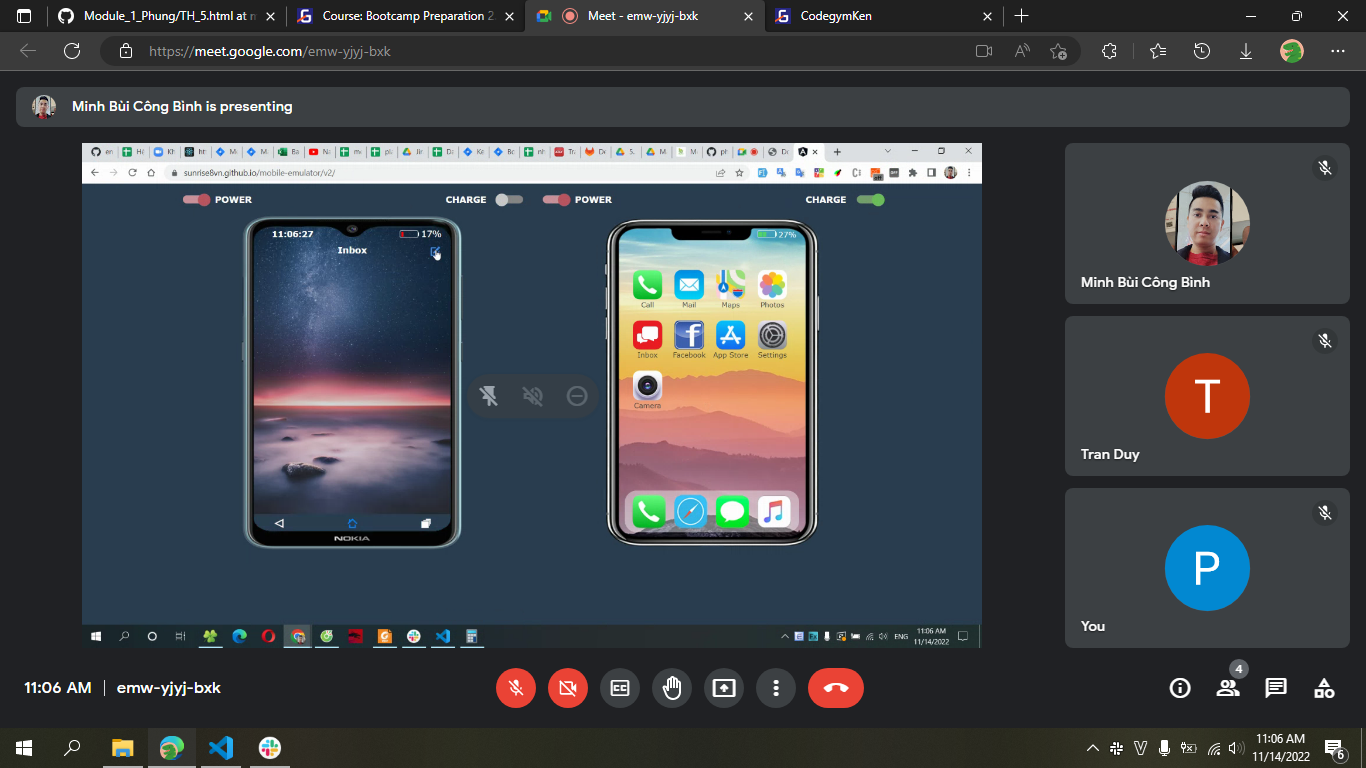 Module_1_Phung/TH_5.html at m
Course: Bootcamp Preparation 2
Meet - emw-yjyj-bxk
CodegymKen
https://meet.google.com/emw-yjyj-bxk
Minh Bùi Công Bình is presenting
sunrise8vn.github.io/mobile-emulator/v2/
POWER
CHARGE
POWER
CHARGE
11:06:27
17%
Inbox
NOKIA
27%
Call
Mail
Maps
Photos
Inbox
Facebook
App Store
Settings
Camera
ENG
11:06 AM
11/14/2022
Minh Bùi Công Bình
T
Tran Duy
P
You
11:06 AM
emw-yjyj-bxk
4
11:06 AM
11/14/2022
6